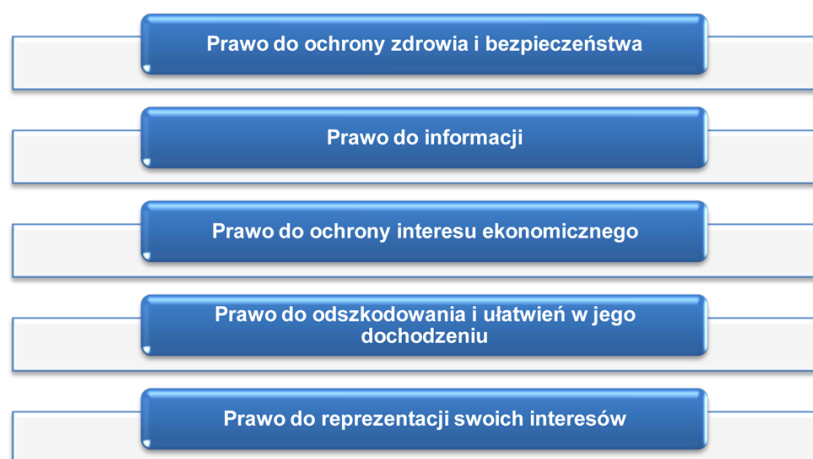 Prawo do ochrony zdrowia i bezpieczeństwa
Prawo do informacji
Prawo do ochrony interesu ekonomicznego
Prawo do odszkodowania i ułatwień w jego
dochodzeniu
Prawo do reprezentacji swoich interesów